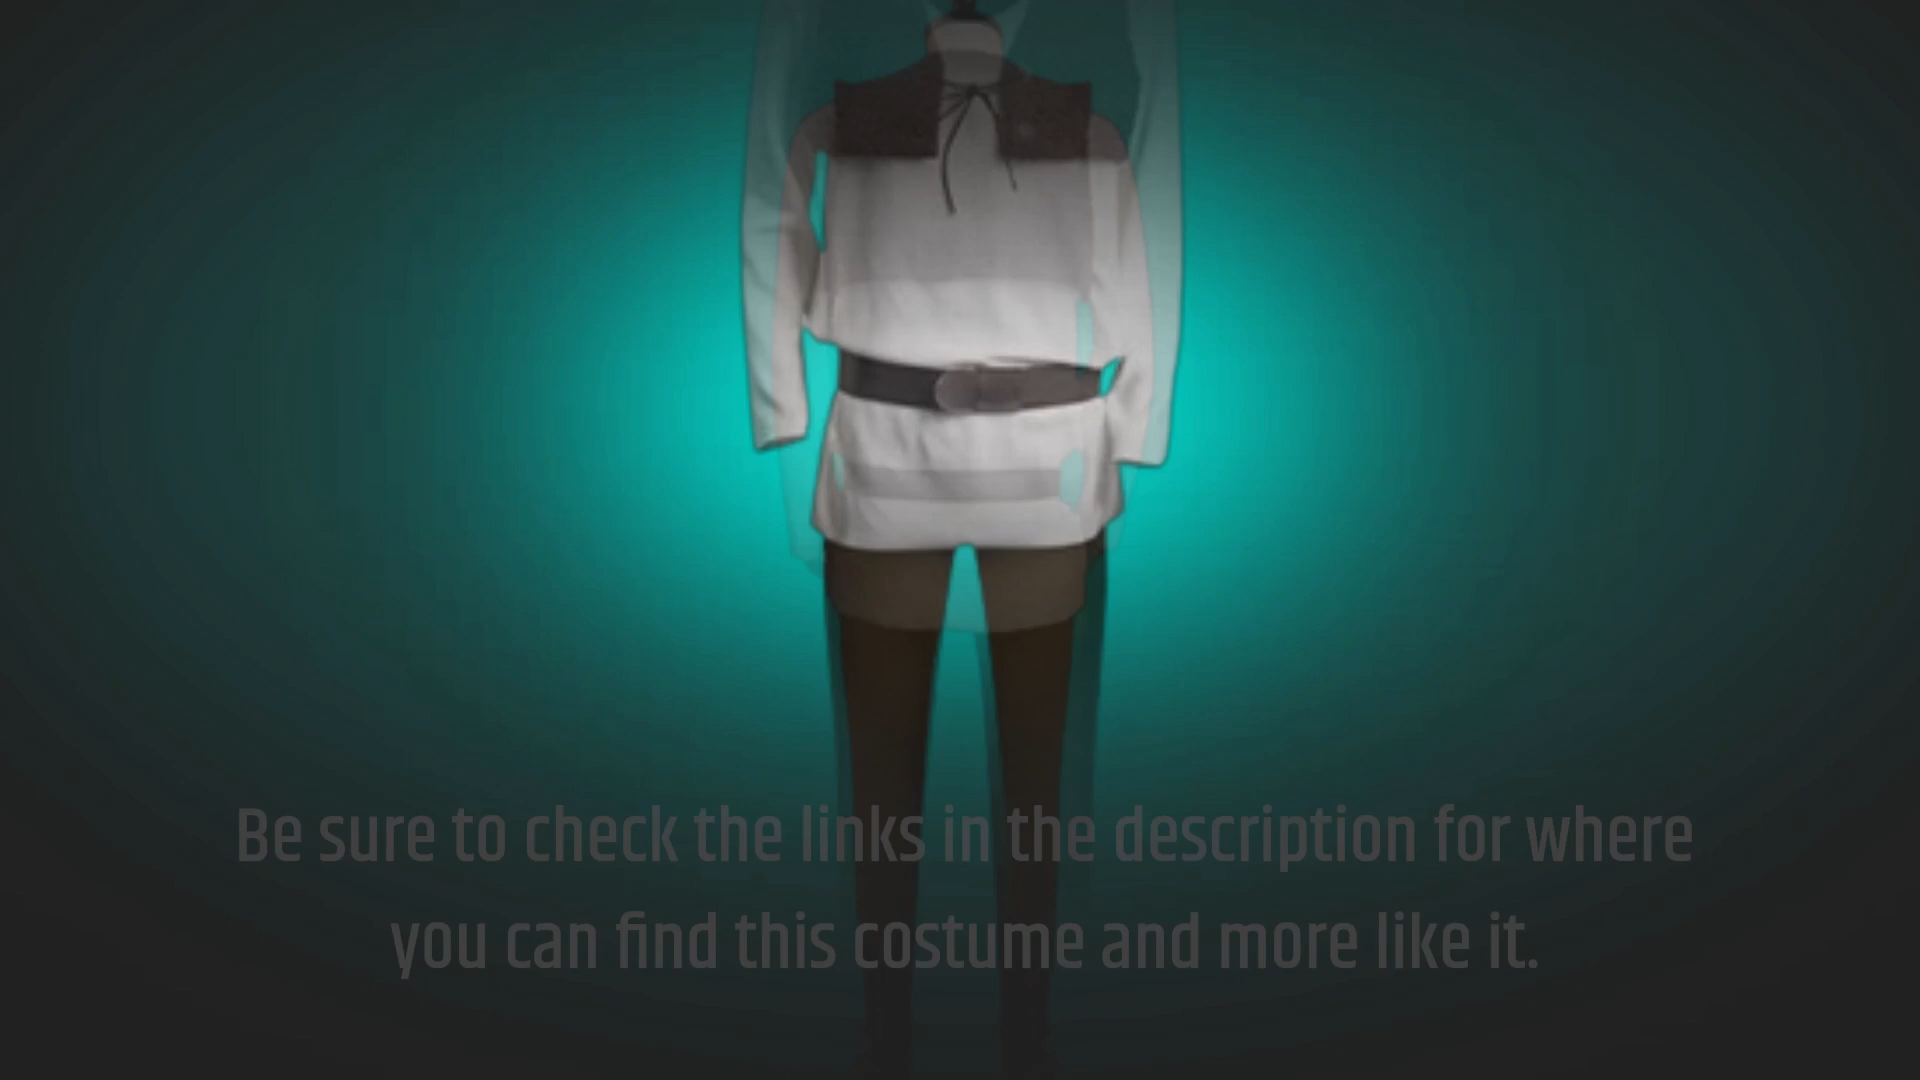 Be sure to check the links in the description for where
you can find this costume and more like it.